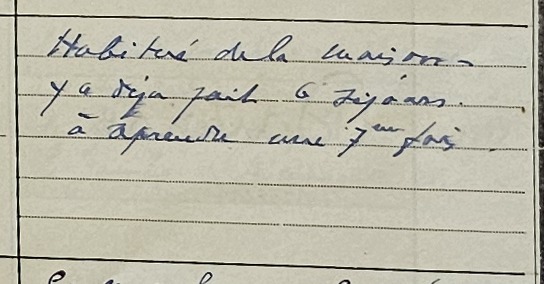 Habitué de la maison -
y a déja fait 6 séjours.
à reprendre une 7me fois.